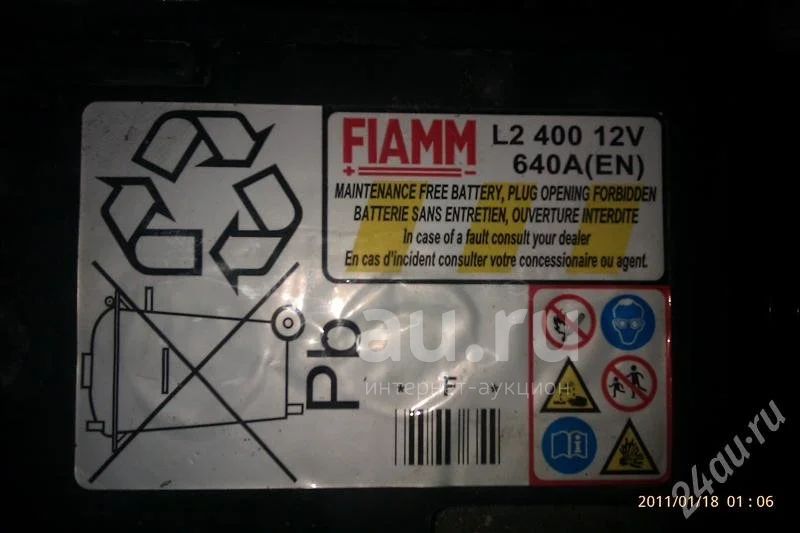 FIAMM
L2 400 12V
640A(EN)
MAINTENANCE FREE BATTERY, PLUG OPENING FORBIDDEN
BATTERIE SANS ENTRETIEN, OUVERTURE INTERDITE
In case of a fault consult your dealer
En cas d'incident consulter votre concessionaire ou agent.
Pb
au.ru
интернет-аукцион
* F *
24au.ru
2011/01/18 01:06